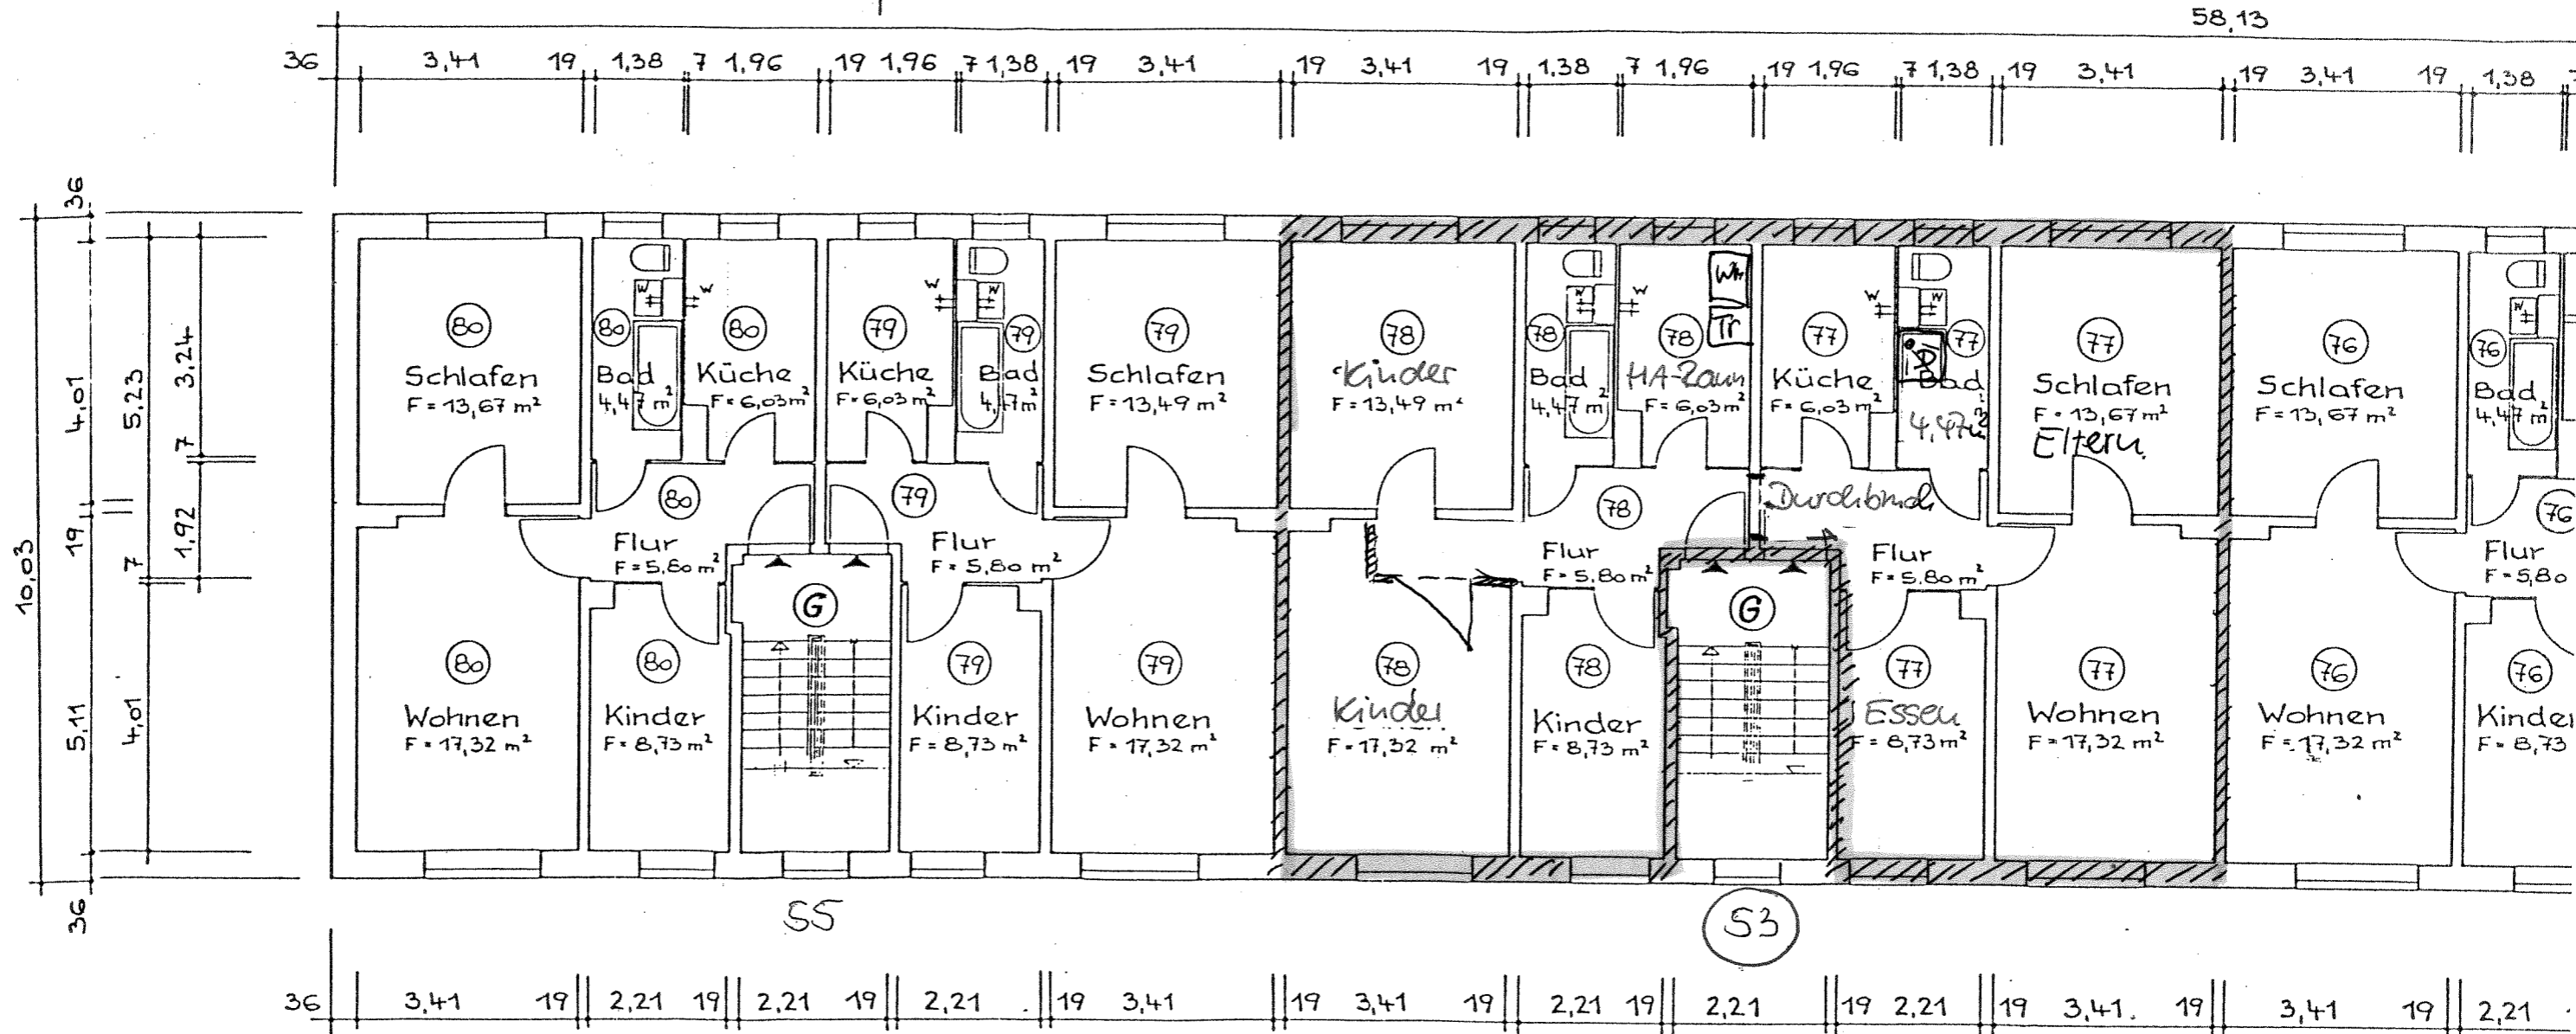 58,13
36 3,41 19 1,38 7 1,96 19 1,96 7 1,38 19 3,41 19 3,41 19 1,38 7 1,96 19 1,96 7 1,38 19 3,41 19 3,41 19 1,38 7
36
4,01
19
5,11
36
10,03
5,23
7
4,01
3,24
7
1,92
80 80 80 79 79 79 78 78 78 77 77 77 76 76
W W W W W W W W W
WM
Tr
Schlafen Bad Küche Küche Bad Schlafen Kinder Bad HA-Raum Küche Bad Schlafen Schlafen Bad
F=13,67 m² 4,47 m² F=6,03 m² F=6,03 m² 4,47 m² F=13,49 m² F=13,49 m² 4,47 m² F=6,03 m² F=6,03 m² 4,47 m² F=13,67 m² F=13,67 m² 4,47 m²
Eltern
80 79 78 Durchbruch 76
Flur Flur Flur Flur Flur
F=5,80 m² F=5,80 m² F=5,80 m² F=5,80 m² F=5,80
G G
80 80 79 79 78 78 77 77 76 76
Wohnen Kinder Kinder Wohnen Kinder Kinder Essen Wohnen Wohnen Kinder
F=17,32 m² F=8,73 m² F=8,73 m² F=17,32 m² F=17,32 m² F=8,73 m² F=8,73 m² F=17,32 m² F=17,32 m² F=8,73
55 53
36 3,41 19 2,21 19 2,21 19 2,21 19 3,41 19 3,41 19 2,21 19 2,21 19 2,21 19 3,41 19 3,41 19 2,21